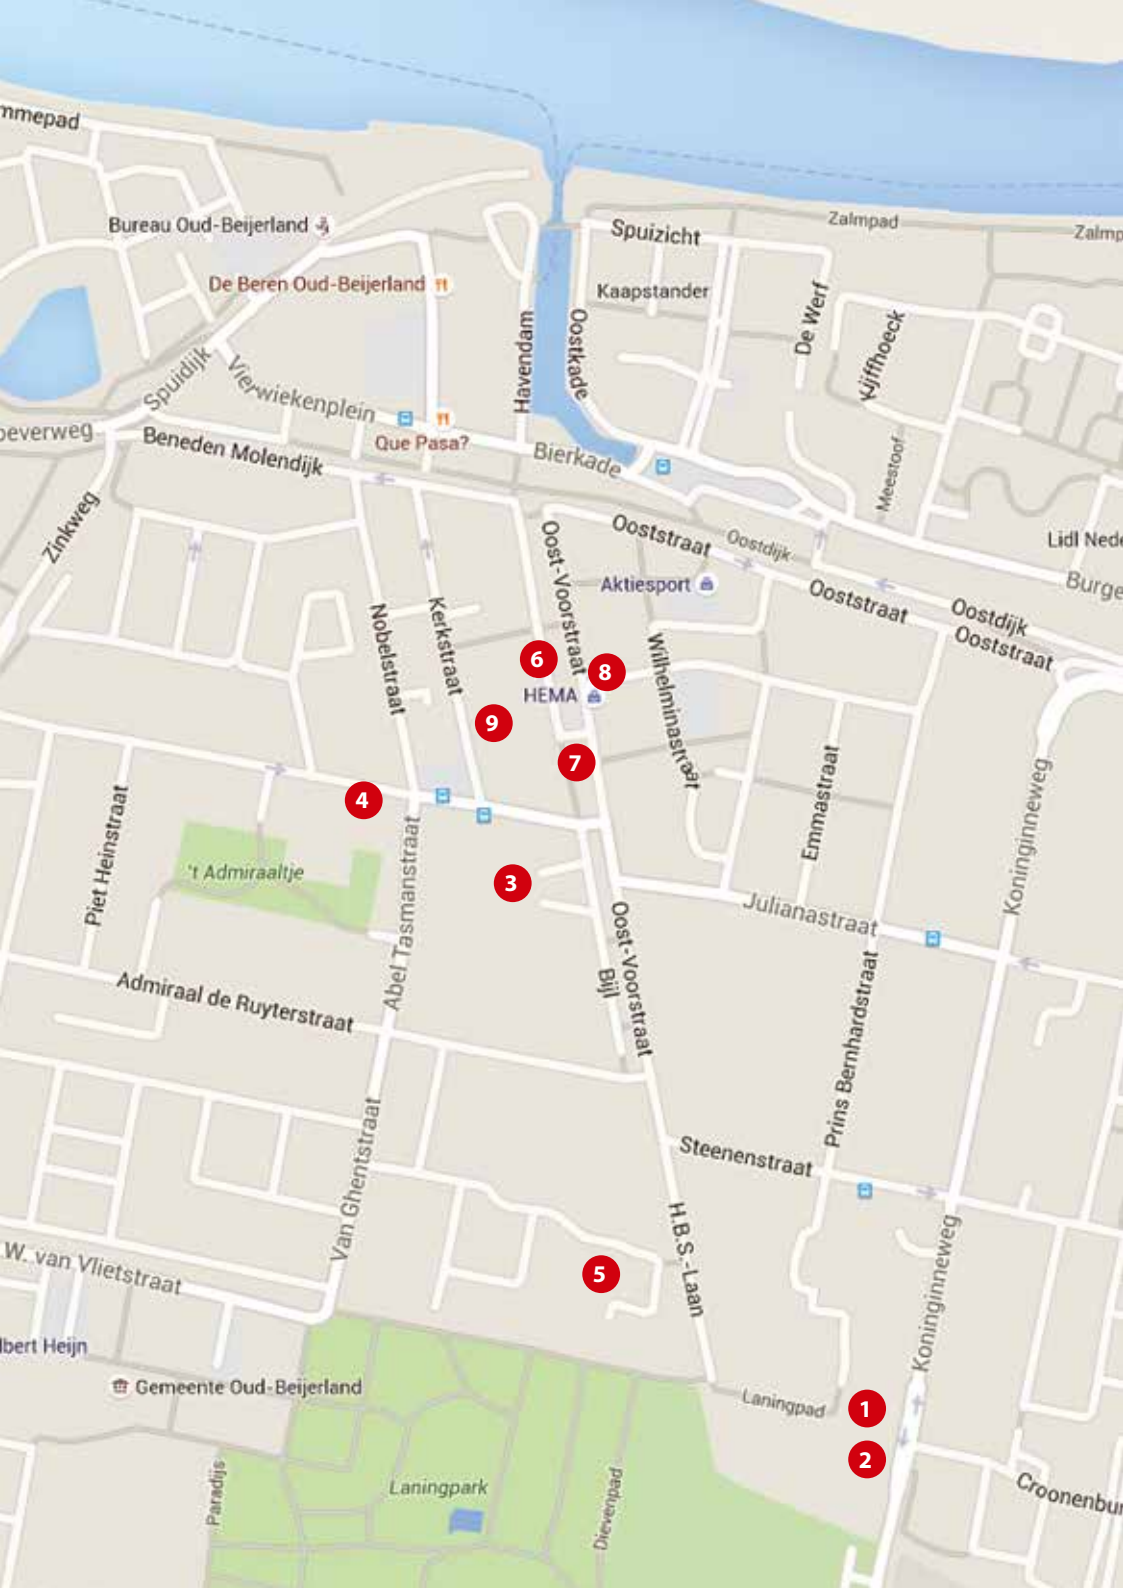 mmepad
Bureau Oud-Beijerland
Spuizicht
Zalmpad
Zalmp
De Beren Oud-Beijerland
Kaapstander
De Werf
Havendam
Oostkade
Lijffhoeck
Spuidijk
Vierwiekenplein
oeverweg
Beneden Molendijk
Que Pasa?
Bierkade
Meestoof
Zinkweg
Ooststraat
Oostdijk
Lidl Nede
Burge
Oost-Voorstraat
Aktiesport
Ooststraat
Oostdijk
Ooststraat
Nobelstraat
Kerkstraat
Wilhelminastraat
6
8
HEMA
9
7
4
Koninginneweg
Emmastraat
Piet Heinstraat
't Admiraaltje
3
Abel Tasmanstraat
Julianastraat
Oost-Voorstraat
Bijl
Admiraal de Ruyterstraat
Prins Bernhardstraat
Steenenstraat
Van Ghentstraat
H.B.S.-Laan
W. van Vlietstraat
5
Koninginneweg
lbert Heijn
Gemeente Oud-Beijerland
Laningpad
1
2
Laningpark
Paradijs
Dievenpad
Croonenbur